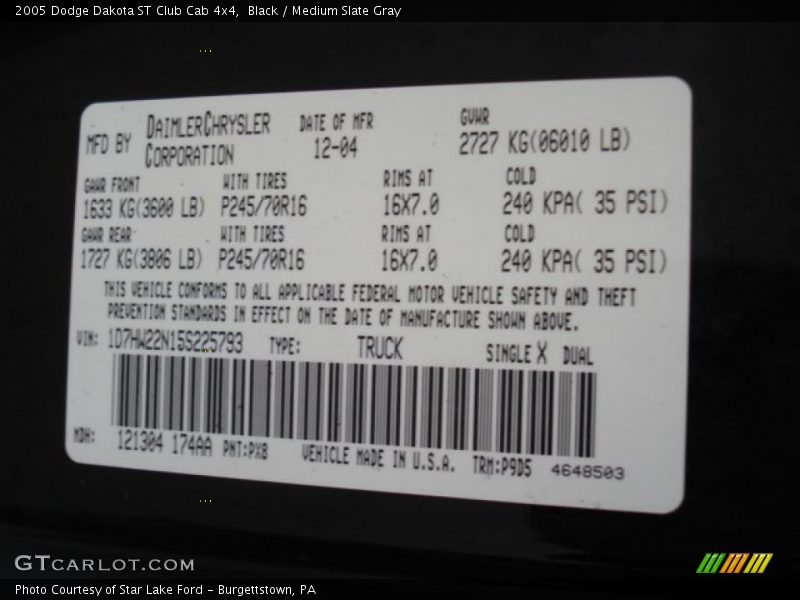 2005 Dodge Dakota ST Club Cab 4x4,  Black / Medium Slate Gray
MFD BY DAIMLERCHRYSLER CORPORATION
DATE OF MFR 12-04
GVWR 2727 KG(06010 LB)
GAWR FRONT WITH TIRES RIMS AT COLD
1633 KG(3600 LB) P245/70R16 16X7.0 240 KPA( 35 PSI)
GAWR REAR WITH TIRES RIMS AT COLD
1727 KG(3806 LB) P245/70R16 16X7.0 240 KPA( 35 PSI)
THIS VEHICLE CONFORMS TO ALL APPLICABLE FEDERAL MOTOR VEHICLE SAFETY AND THEFT
PREVENTION STANDARDS IN EFFECT ON THE DATE OF MANUFACTURE SHOWN ABOVE.
VIN: 1D7HW22N15S225793 TYPE: TRUCK SINGLE X DUAL
MDH: 121304 174AA PNT:PX8 VEHICLE MADE IN U.S.A. TRM:P9D5 4648503
GTCARLOT.COM
Photo Courtesy of Star Lake Ford - Burgettstown, PA